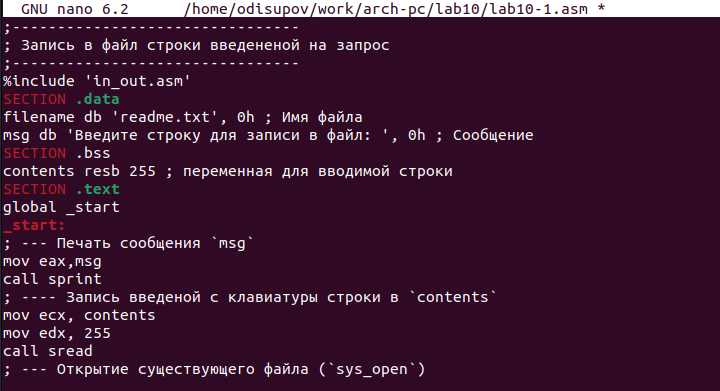 GNU nano 6.2 /home/odisupov/work/arch-pc/lab10/lab10-1.asm *
;--------------------------------
; Запись в файл строки введененой на запрос
;--------------------------------
%include 'in_out.asm'
SECTION .data
filename db 'readme.txt', 0h ; Имя файла
msg db 'Введите строку для записи в файл: ', 0h ; Сообщение
SECTION .bss
contents resb 255 ; переменная для вводимой строки
SECTION .text
global _start
_start:
; --- Печать сообщения `msg`
mov eax,msg
call sprint
; ---- Запись введеной с клавиатуры строки в `contents`
mov ecx, contents
mov edx, 255
call sread
; --- Открытие существующего файла (`sys_open`)